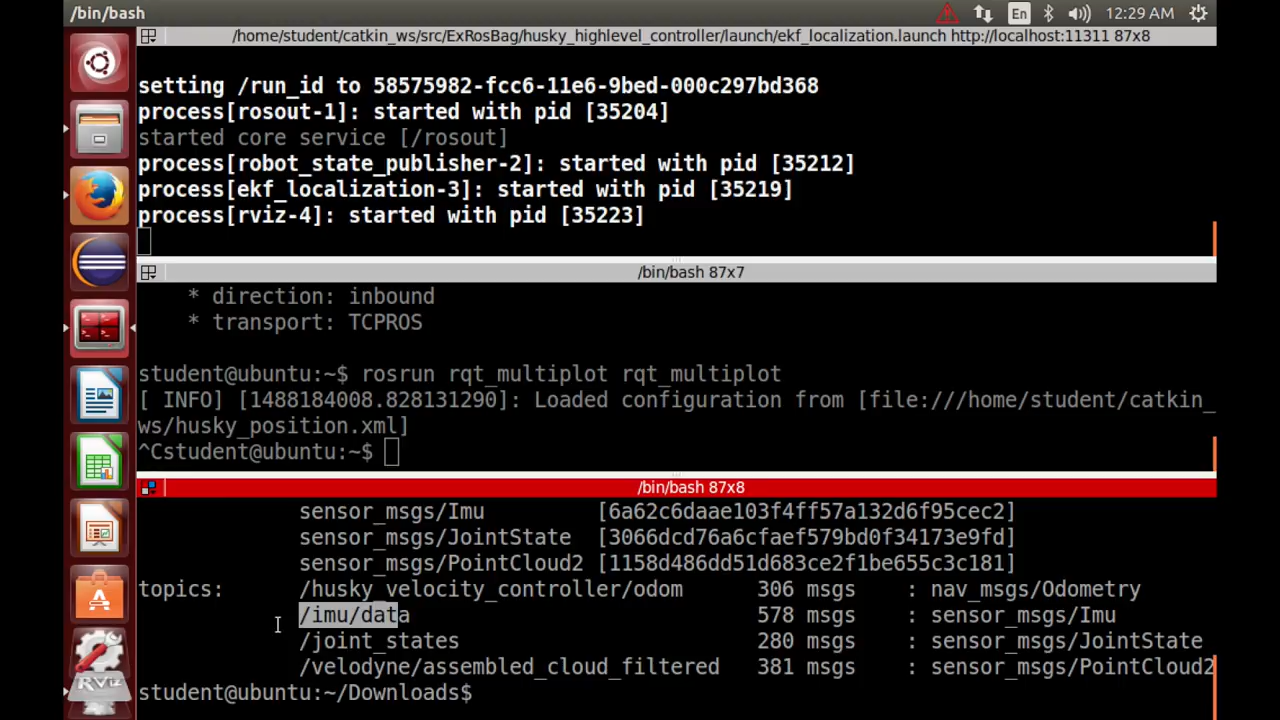 /bin/bash
En
12:29 AM
/home/student/catkin_ws/src/ExRosBag/husky_highlevel_controller/launch/ekf_localization.launch http://localhost:11311 87x8
setting /run_id to 58575982-fcc6-11e6-9bed-000c297bd368
process[rosout-1]: started with pid [35204]
started core service [/rosout]
process[robot_state_publisher-2]: started with pid [35212]
process[ekf_localization-3]: started with pid [35219]
process[rviz-4]: started with pid [35223]
/bin/bash 87x7
* direction: inbound
* transport: TCPROS
student@ubuntu:~$ rosrun rqt_multiplot rqt_multiplot
[ INFO] [1488184008.828131290]: Loaded configuration from [file:///home/student/catkin_
ws/husky_position.xml]
^Cstudent@ubuntu:~$
/bin/bash 87x8
sensor_msgs/Imu [6a62c6daae103f4ff57a132d6f95cec2]
sensor_msgs/JointState [3066dcd76a6cfaef579bd0f34173e9fd]
sensor_msgs/PointCloud2 [1158d486dd51d683ce2f1be655c3c181]
topics: /husky_velocity_controller/odom 306 msgs : nav_msgs/Odometry
/imu/data 578 msgs : sensor_msgs/Imu
/joint_states 280 msgs : sensor_msgs/JointState
/velodyne/assembled_cloud_filtered 381 msgs : sensor_msgs/PointCloud2
student@ubuntu:~/Downloads$
RViz